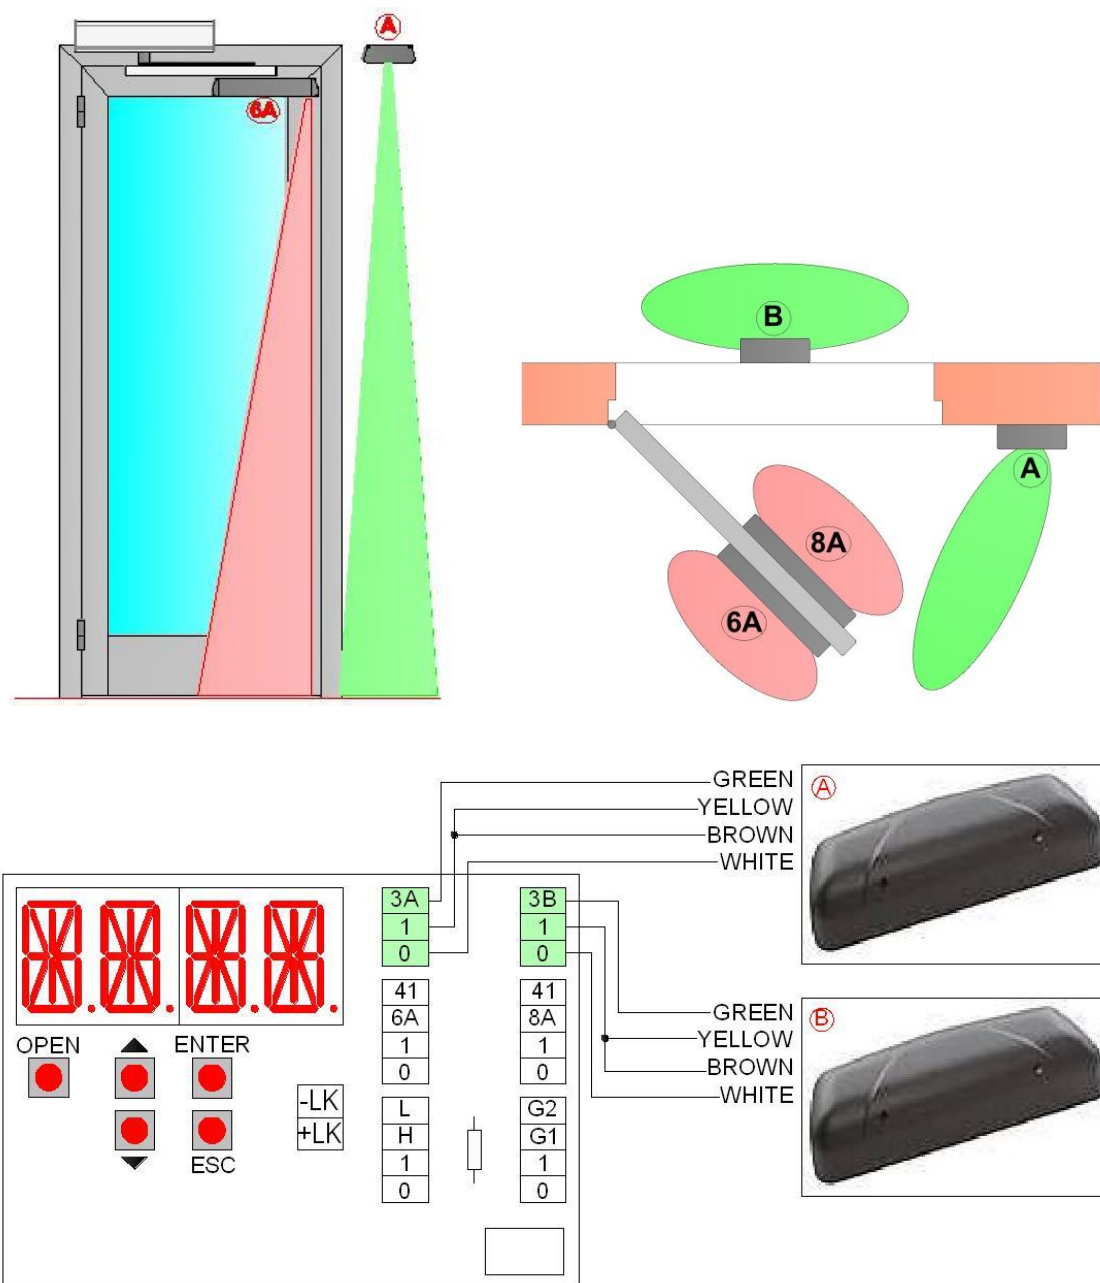 A
6A
B
A
8A
6A
GREEN
YELLOW
BROWN
WHITE
A
3A
1
0
3B
1
0
41
6A
1
0
41
8A
1
0
GREEN
YELLOW
BROWN
WHITE
B
OPEN
ENTER
ESC
-LK
+LK
L
H
1
0
G2
G1
1
0